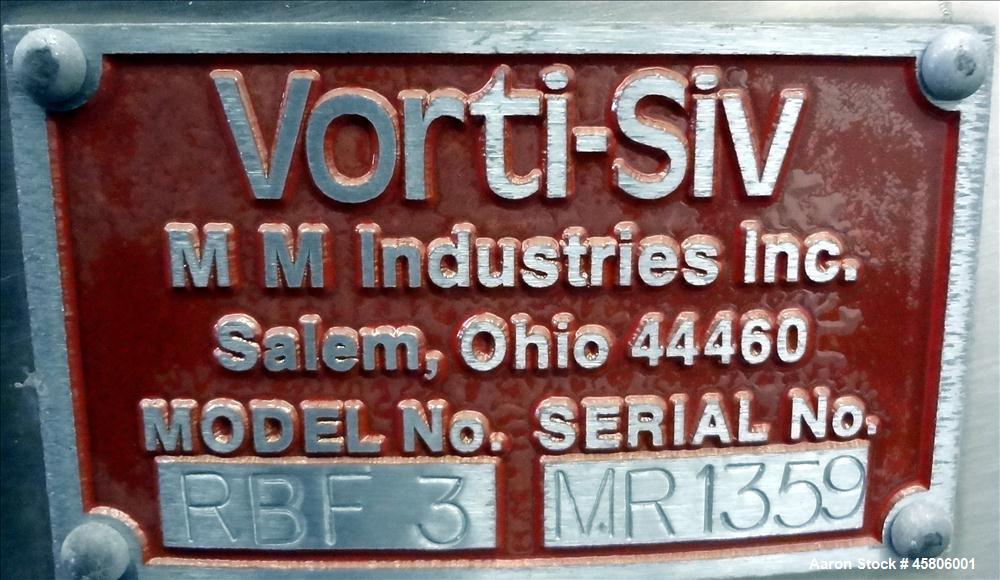 Vorti-Siv
M M Industries Inc.
Salem, Ohio 44460
MODEL No. SERIAL No.
RBF 3 MR1359
Aaron Stock # 45806001